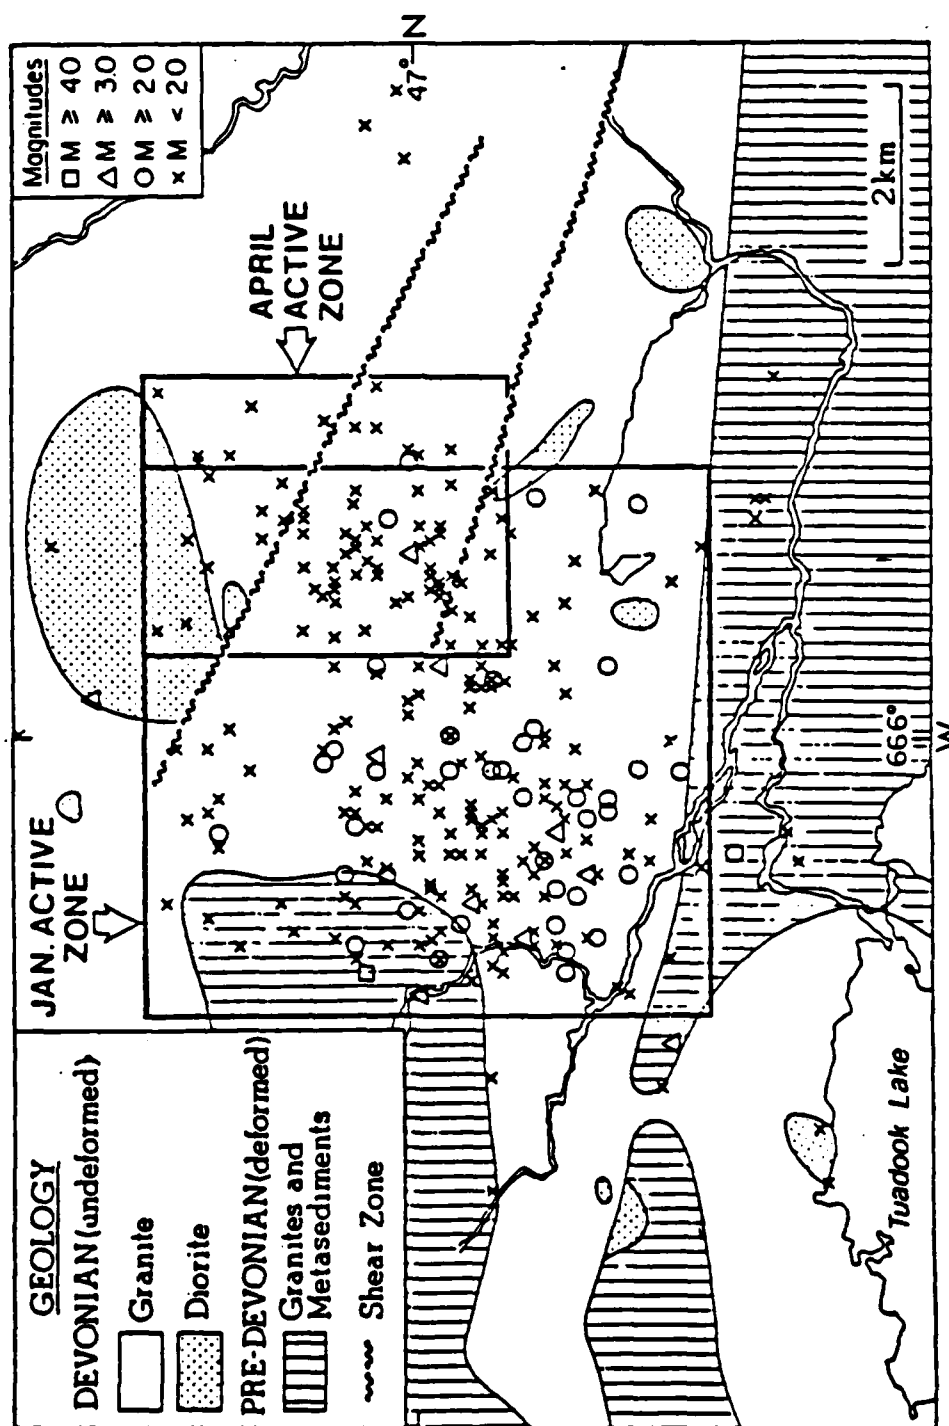 GEOLOGY
DEVONIAN (undeformed)
Granite
Diorite
PRE-DEVONIAN (deformed)
Granites and
Metasediments
Shear Zone
JAN. ACTIVE
ZONE
APRIL
ACTIVE
ZONE
Magnitudes
□ M ≥ 4.0
△ M ≥ 3.0
○ M ≥ 2.0
× M < 2.0
47°
N
666°
W
2km
Tuadook Lake